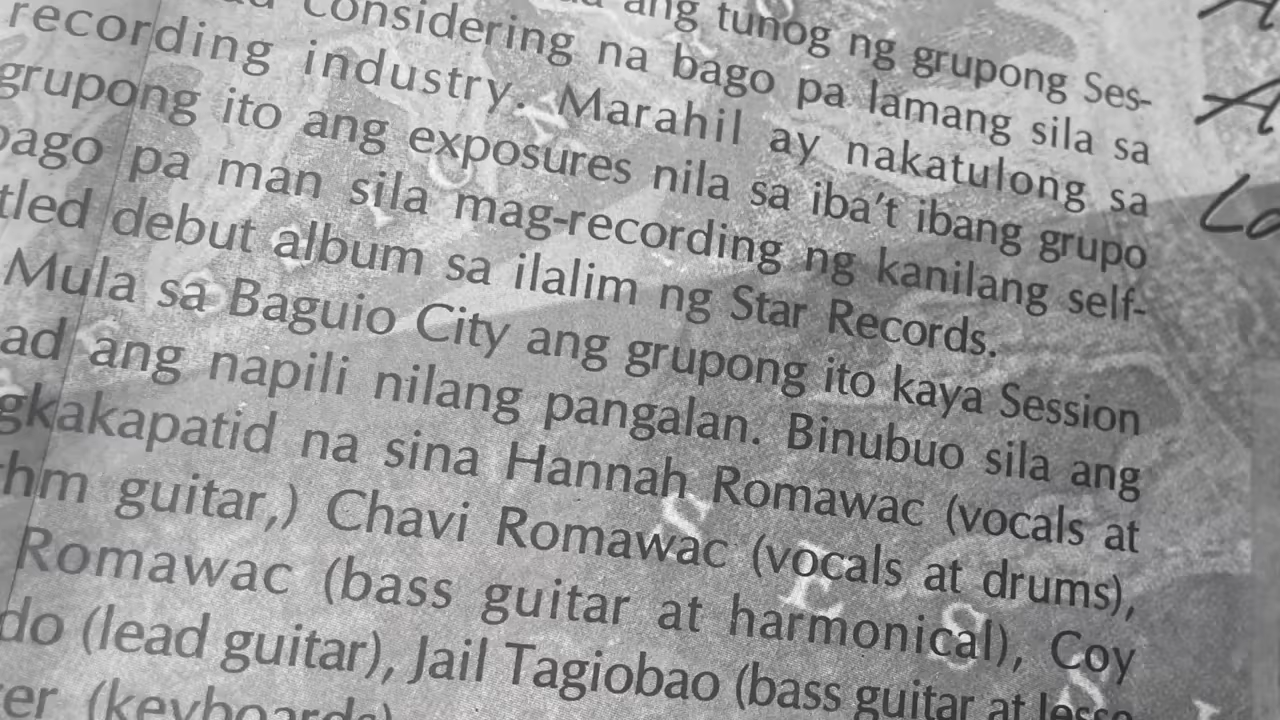 ang tunog ng grupong Ses-
considering na bago pa lamang sila sa
recording industry. Marahil ay nakatulong sa
grupong ito ang exposures nila sa iba't ibang grupo
bago pa man sila mag-recording ng kanilang self-
tled debut album sa ilalim ng Star Records.
Mula sa Baguio City ang grupong ito kaya Session
ad ang napili nilang pangalan. Binubuo sila ang
gkakapatid na sina Hannah Romawac (vocals at
hm guitar,) Chavi Romawac (vocals at drums),
Romawac (bass guitar at harmonical), Coy
do (lead guitar), Jail Tagiobao (bass guitar at
er (keyboards)